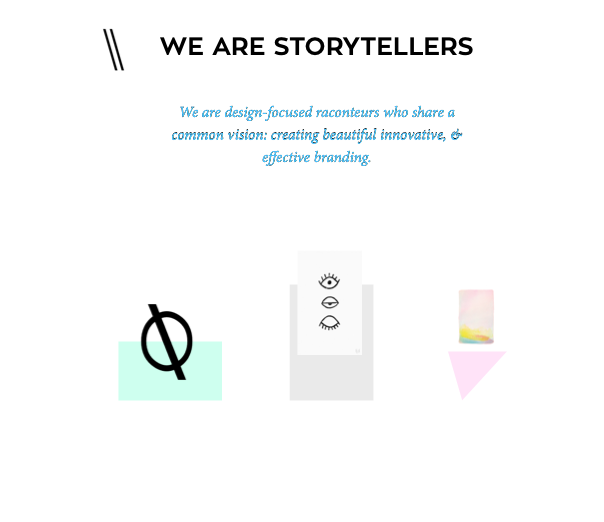 \\ WE ARE STORYTELLERS
We are design-focused raconteurs who share a
common vision: creating beautiful innovative, &
effective branding.